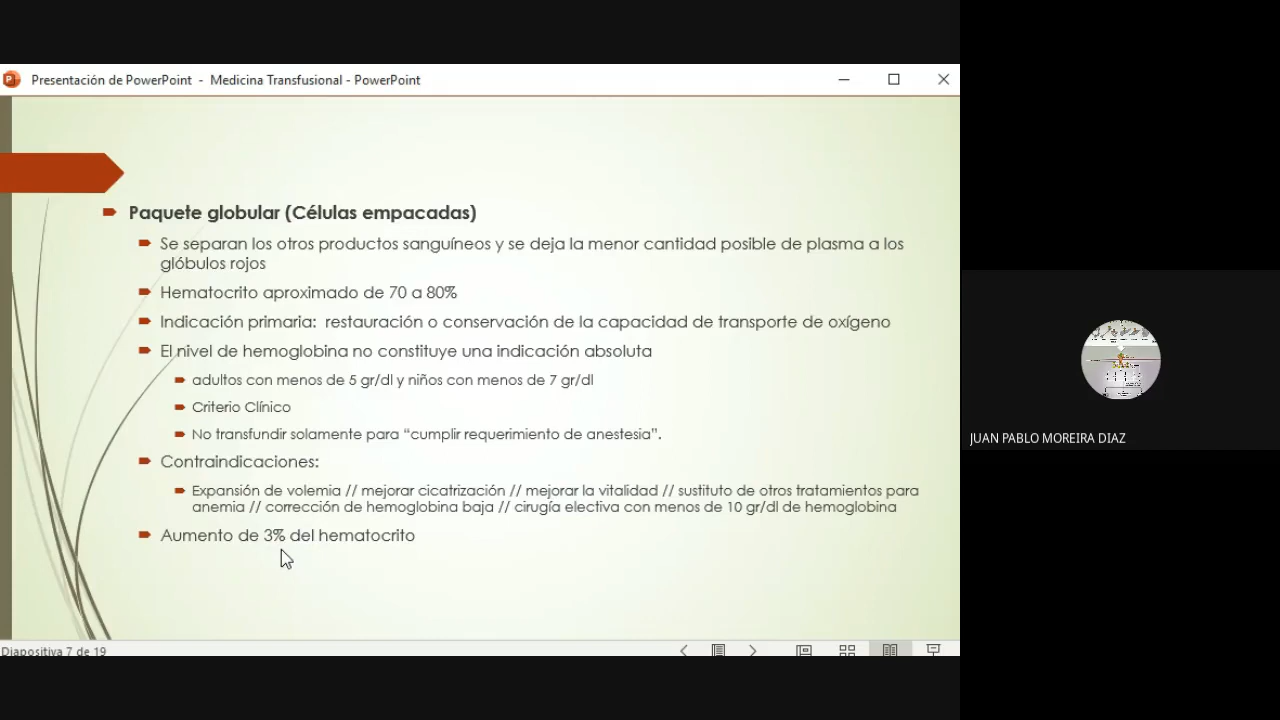 Presentación de PowerPoint - Medicina Transfusional - PowerPoint
Paquete globular (Células empacadas)
Se separan los otros productos sanguíneos y se deja la menor cantidad posible de plasma a los
glóbulos rojos
Hematocrito aproximado de 70 a 80%
Indicación primaria: restauración o conservación de la capacidad de transporte de oxígeno
El nivel de hemoglobina no constituye una indicación absoluta
adultos con menos de 5 gr/dl y niños con menos de 7 gr/dl
Criterio Clínico
No transfundir solamente para “cumplir requerimiento de anestesia”.
Contraindicaciones:
Expansión de volemia // mejorar cicatrización // mejorar la vitalidad // sustituto de otros tratamientos para
anemia // corrección de hemoglobina baja // cirugía electiva con menos de 10 gr/dl de hemoglobina
Aumento de 3% del hematocrito
Diapositiva 7 de 19
JUAN PABLO MOREIRA DIAZ